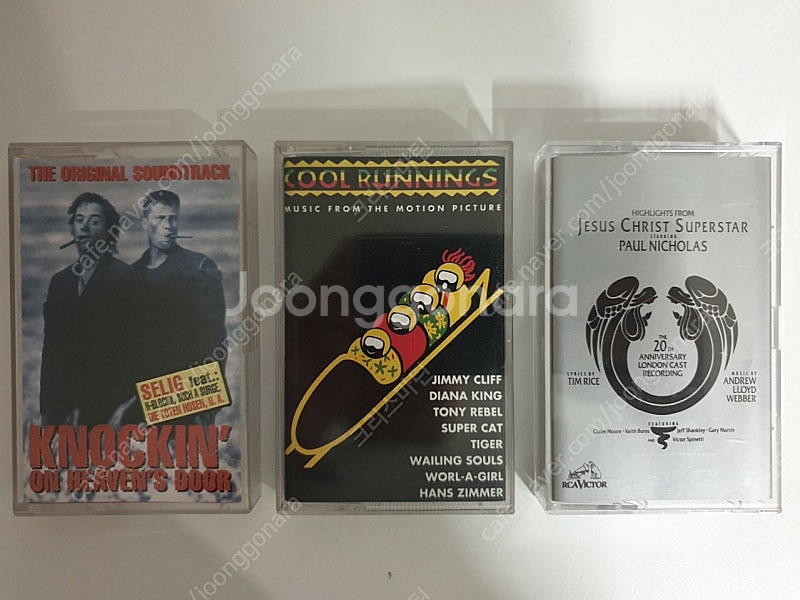 THE ORIGINAL SOUNDTRACK
SELIG feat.:
H-BLOCKX, SUCH A SURGE,
DIE TOTEN HOSEN, U. A.
KNOCKIN'
ON HEAVEN'S DOOR
COOL RUNNINGS
MUSIC FROM THE MOTION PICTURE
JIMMY CLIFF
DIANA KING
TONY REBEL
SUPER CAT
TIGER
WAILING SOULS
WORL-A-GIRL
HANS ZIMMER
HIGHLIGHTS FROM
JESUS CHRIST SUPERSTAR
STARRING
PAUL NICHOLAS
THE
20TH
ANNIVERSARY
LONDON CAST
RECORDING
LYRICS BY
TIM RICE
MUSIC BY
ANDREW
LLOYD
WEBBER
FEATURING
Claire Moore · Keith Burns Jeff Shankley · Gary Martin
AND Victor Spinetti
RCA VICTOR
Joonggonara
cafe.naver.com/joonggonara